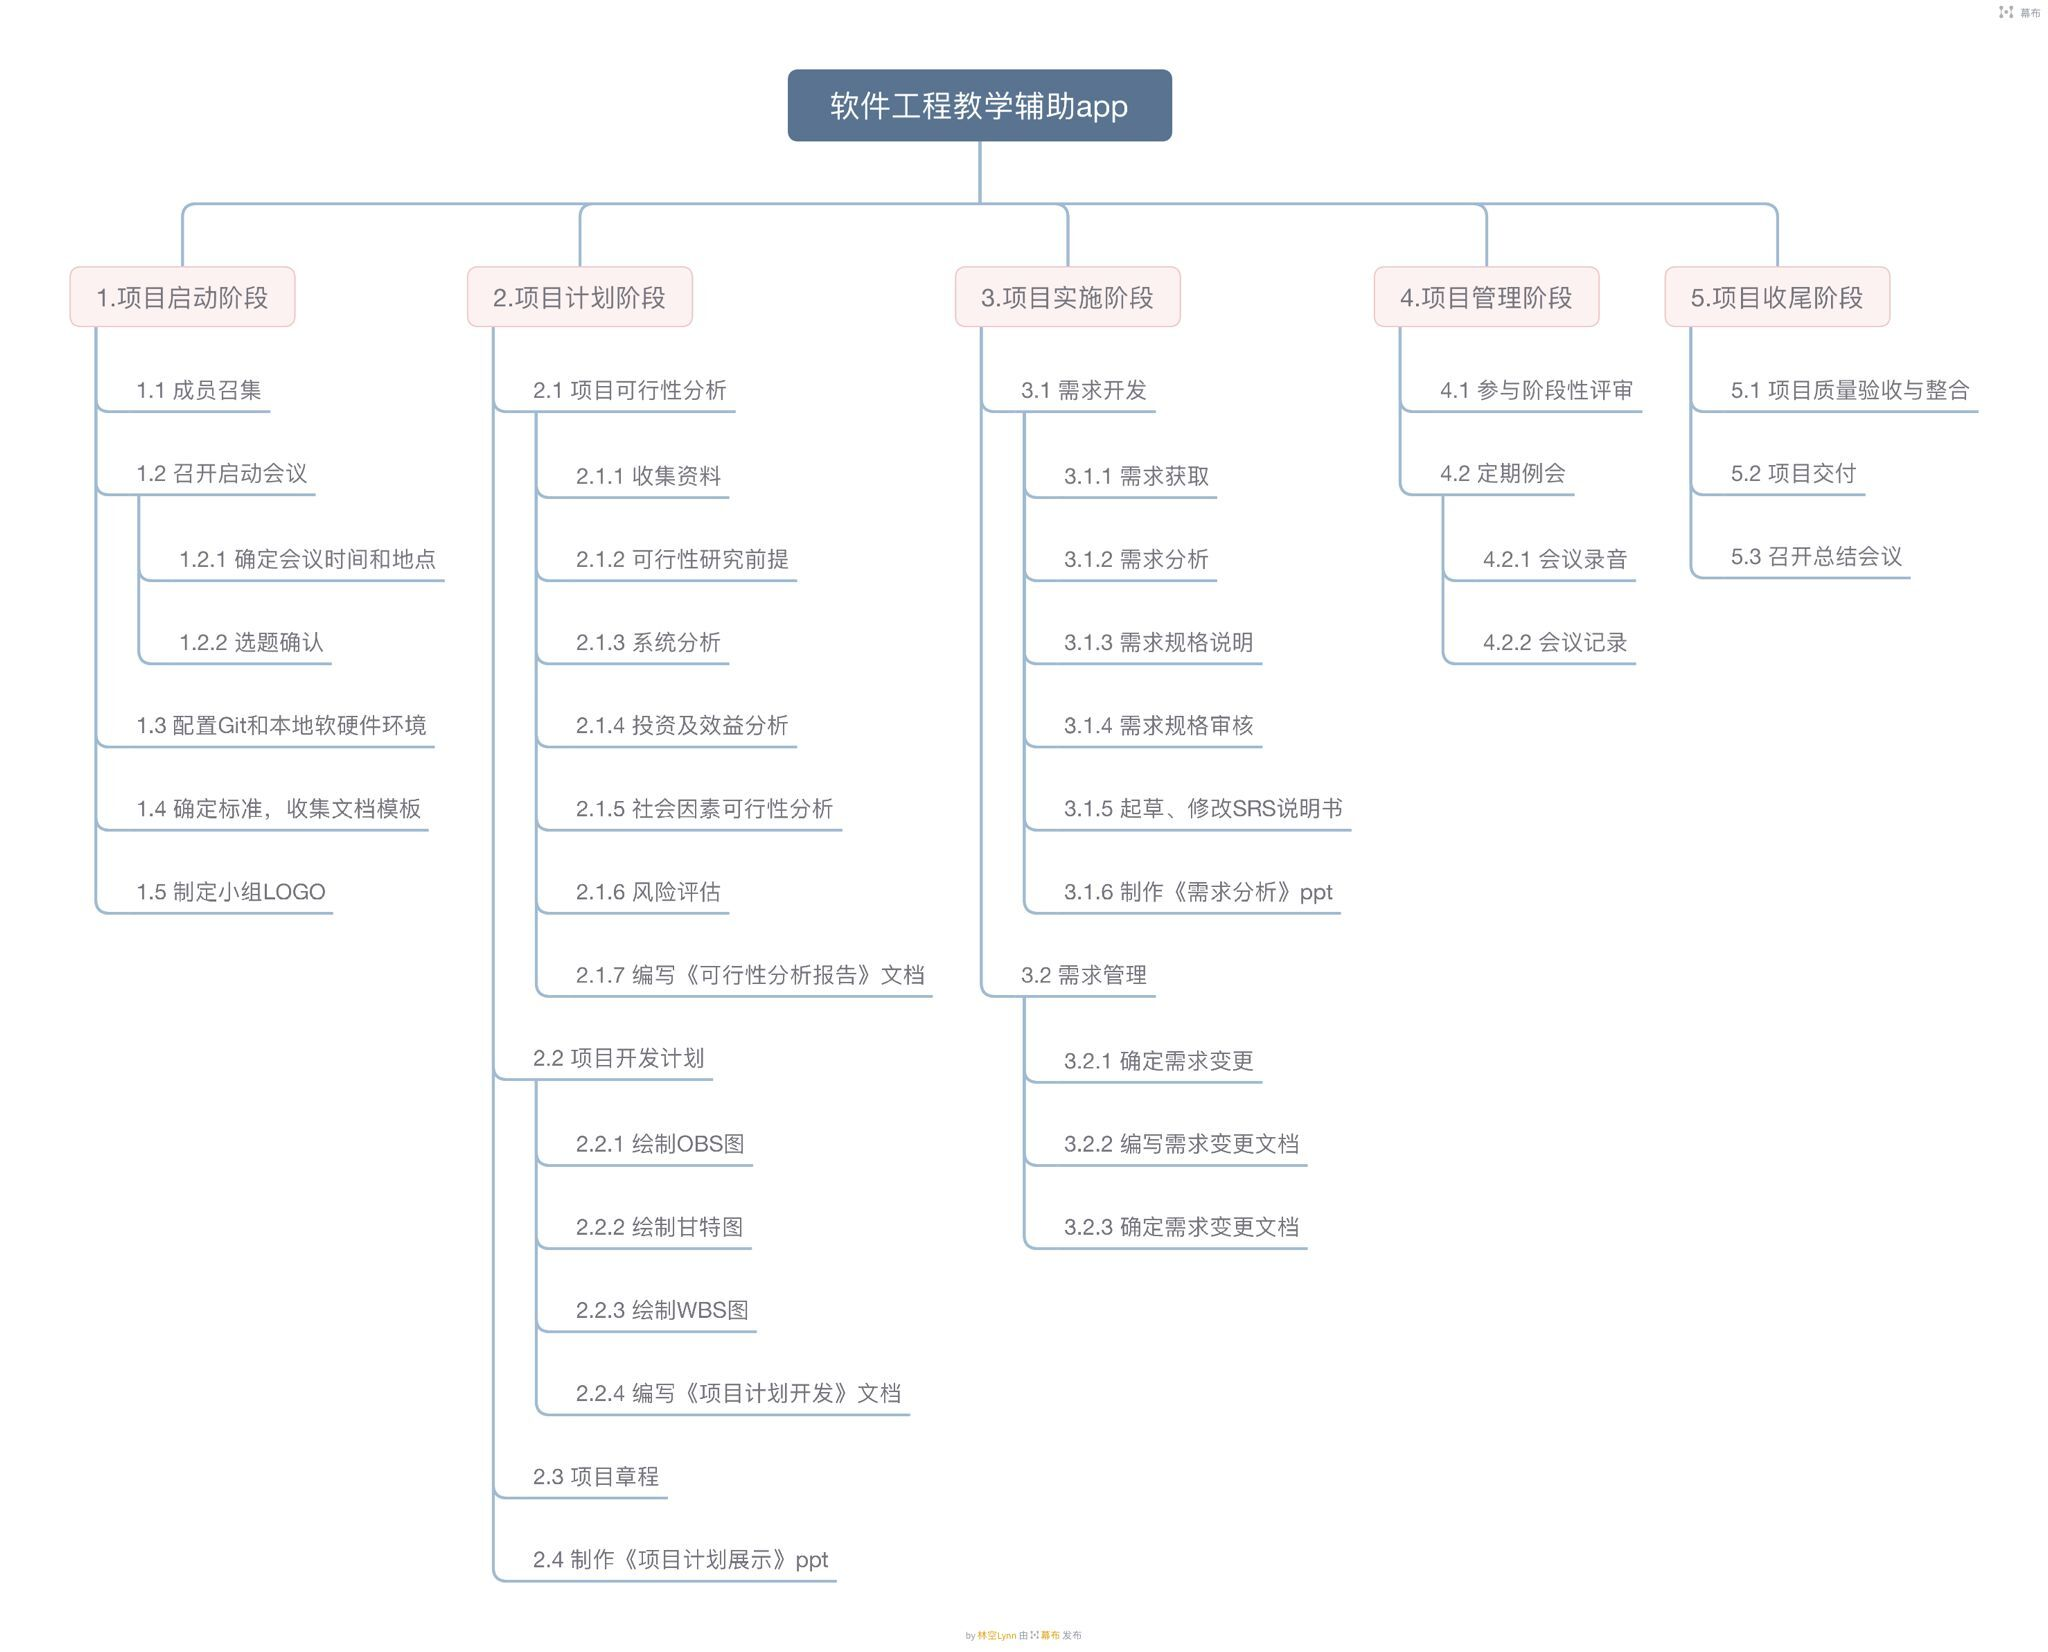 幕布
软件工程教学辅助app
1.项目启动阶段
1.1 成员召集
1.2 召开启动会议
1.2.1 确定会议时间和地点
1.2.2 选题确认
1.3 配置Git和本地软硬件环境
1.4 确定标准，收集文档模板
1.5 制定小组LOGO
2.项目计划阶段
2.1 项目可行性分析
2.1.1 收集资料
2.1.2 可行性研究前提
2.1.3 系统分析
2.1.4 投资及效益分析
2.1.5 社会因素可行性分析
2.1.6 风险评估
2.1.7 编写《可行性分析报告》文档
2.2 项目开发计划
2.2.1 绘制OBS图
2.2.2 绘制甘特图
2.2.3 绘制WBS图
2.2.4 编写《项目计划开发》文档
2.3 项目章程
2.4 制作《项目计划展示》ppt
3.项目实施阶段
3.1 需求开发
3.1.1 需求获取
3.1.2 需求分析
3.1.3 需求规格说明
3.1.4 需求规格审核
3.1.5 起草、修改SRS说明书
3.1.6 制作《需求分析》ppt
3.2 需求管理
3.2.1 确定需求变更
3.2.2 编写需求变更文档
3.2.3 确定需求变更文档
4.项目管理阶段
4.1 参与阶段性评审
4.2 定期例会
4.2.1 会议录音
4.2.2 会议记录
5.项目收尾阶段
5.1 项目质量验收与整合
5.2 项目交付
5.3 召开总结会议
by 林空Lynn 由 幕布 发布